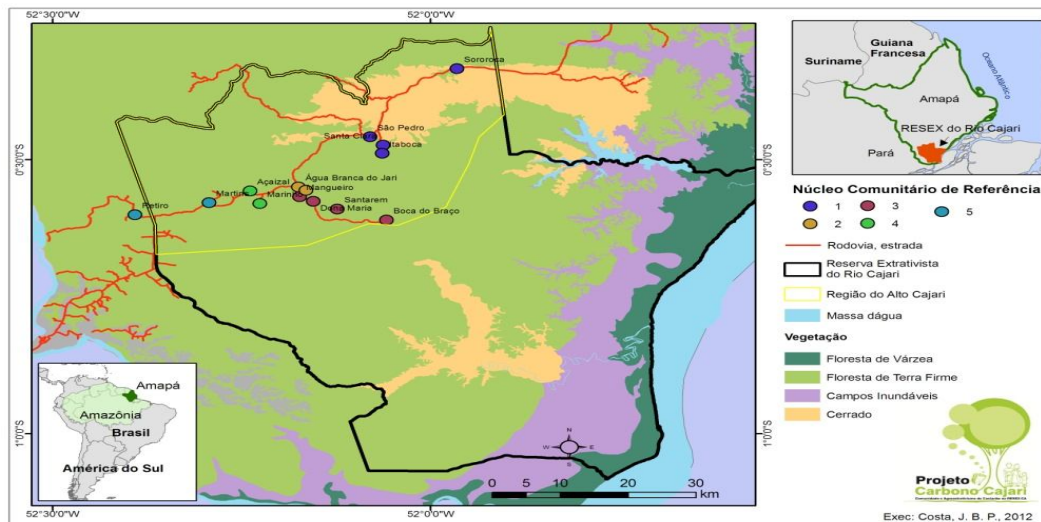 52°30'0"W
52°0'0"W
Sororoca
São Pedro
Santa Clara
Itaboca
0°30'0"S
0°30'0"S
Açaizal
Água Branca do Jari
Martins
Marinho
Mangueiro
Santarem
Retiro
Dona Maria
Boca do Braço
1°0'0"S
1°0'0"S
Amapá
Amazônia
Brasil
América do Sul
N
W E
S
0 5 10 20 30
km
52°30'0"W
52°0'0"W
Guiana
Francesa
Suriname
Oceano Atlântico
Amapá
RESEX do Rio Cajari
Pará
Núcleo Comunitário de Referência
1 3 5
2 4
Rodovia, estrada
Reserva Extrativista
do Rio Cajari
Região do Alto Cajari
Massa dágua
Vegetação
Floresta de Várzea
Floresta de Terra Firme
Campos Inundáveis
Cerrado
Projeto
Carbono Cajari
Exec: Costa, J. B. P., 2012